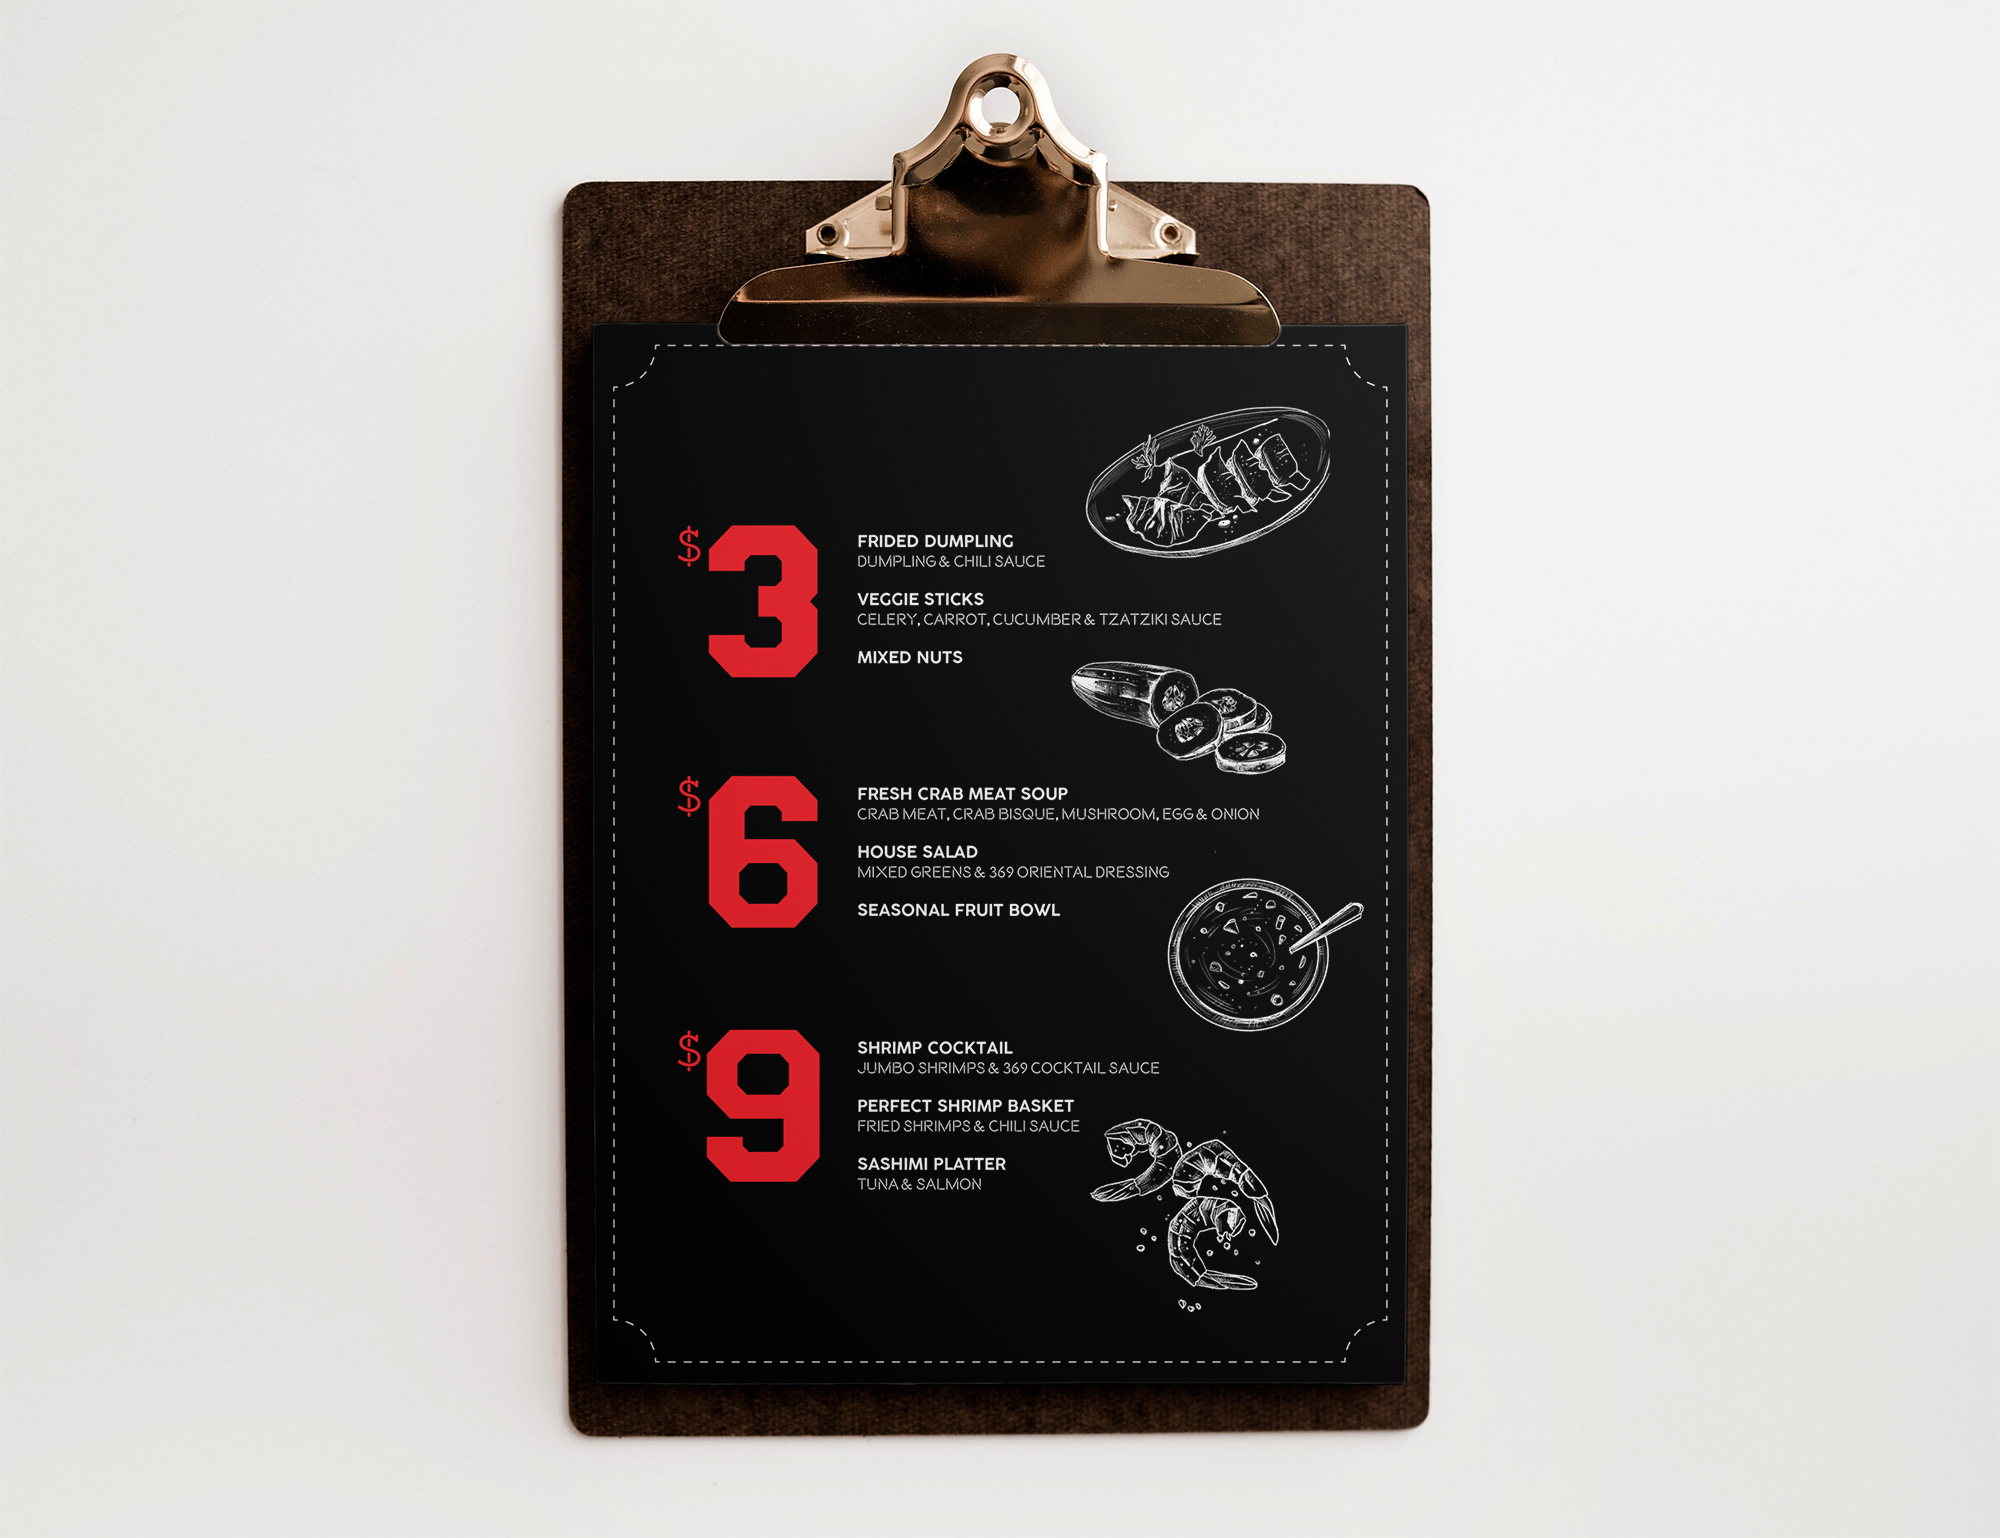 $3
FRIDED DUMPLING
DUMPLING & CHILI SAUCE
VEGGIE STICKS
CELERY, CARROT, CUCUMBER & TZATZIKI SAUCE
MIXED NUTS
$6
FRESH CRAB MEAT SOUP
CRAB MEAT, CRAB BISQUE, MUSHROOM, EGG & ONION
HOUSE SALAD
MIXED GREENS & 369 ORIENTAL DRESSING
SEASONAL FRUIT BOWL
$9
SHRIMP COCKTAIL
JUMBO SHRIMPS & 369 COCKTAIL SAUCE
PERFECT SHRIMP BASKET
FRIED SHRIMPS & CHILI SAUCE
SASHIMI PLATTER
TUNA & SALMON